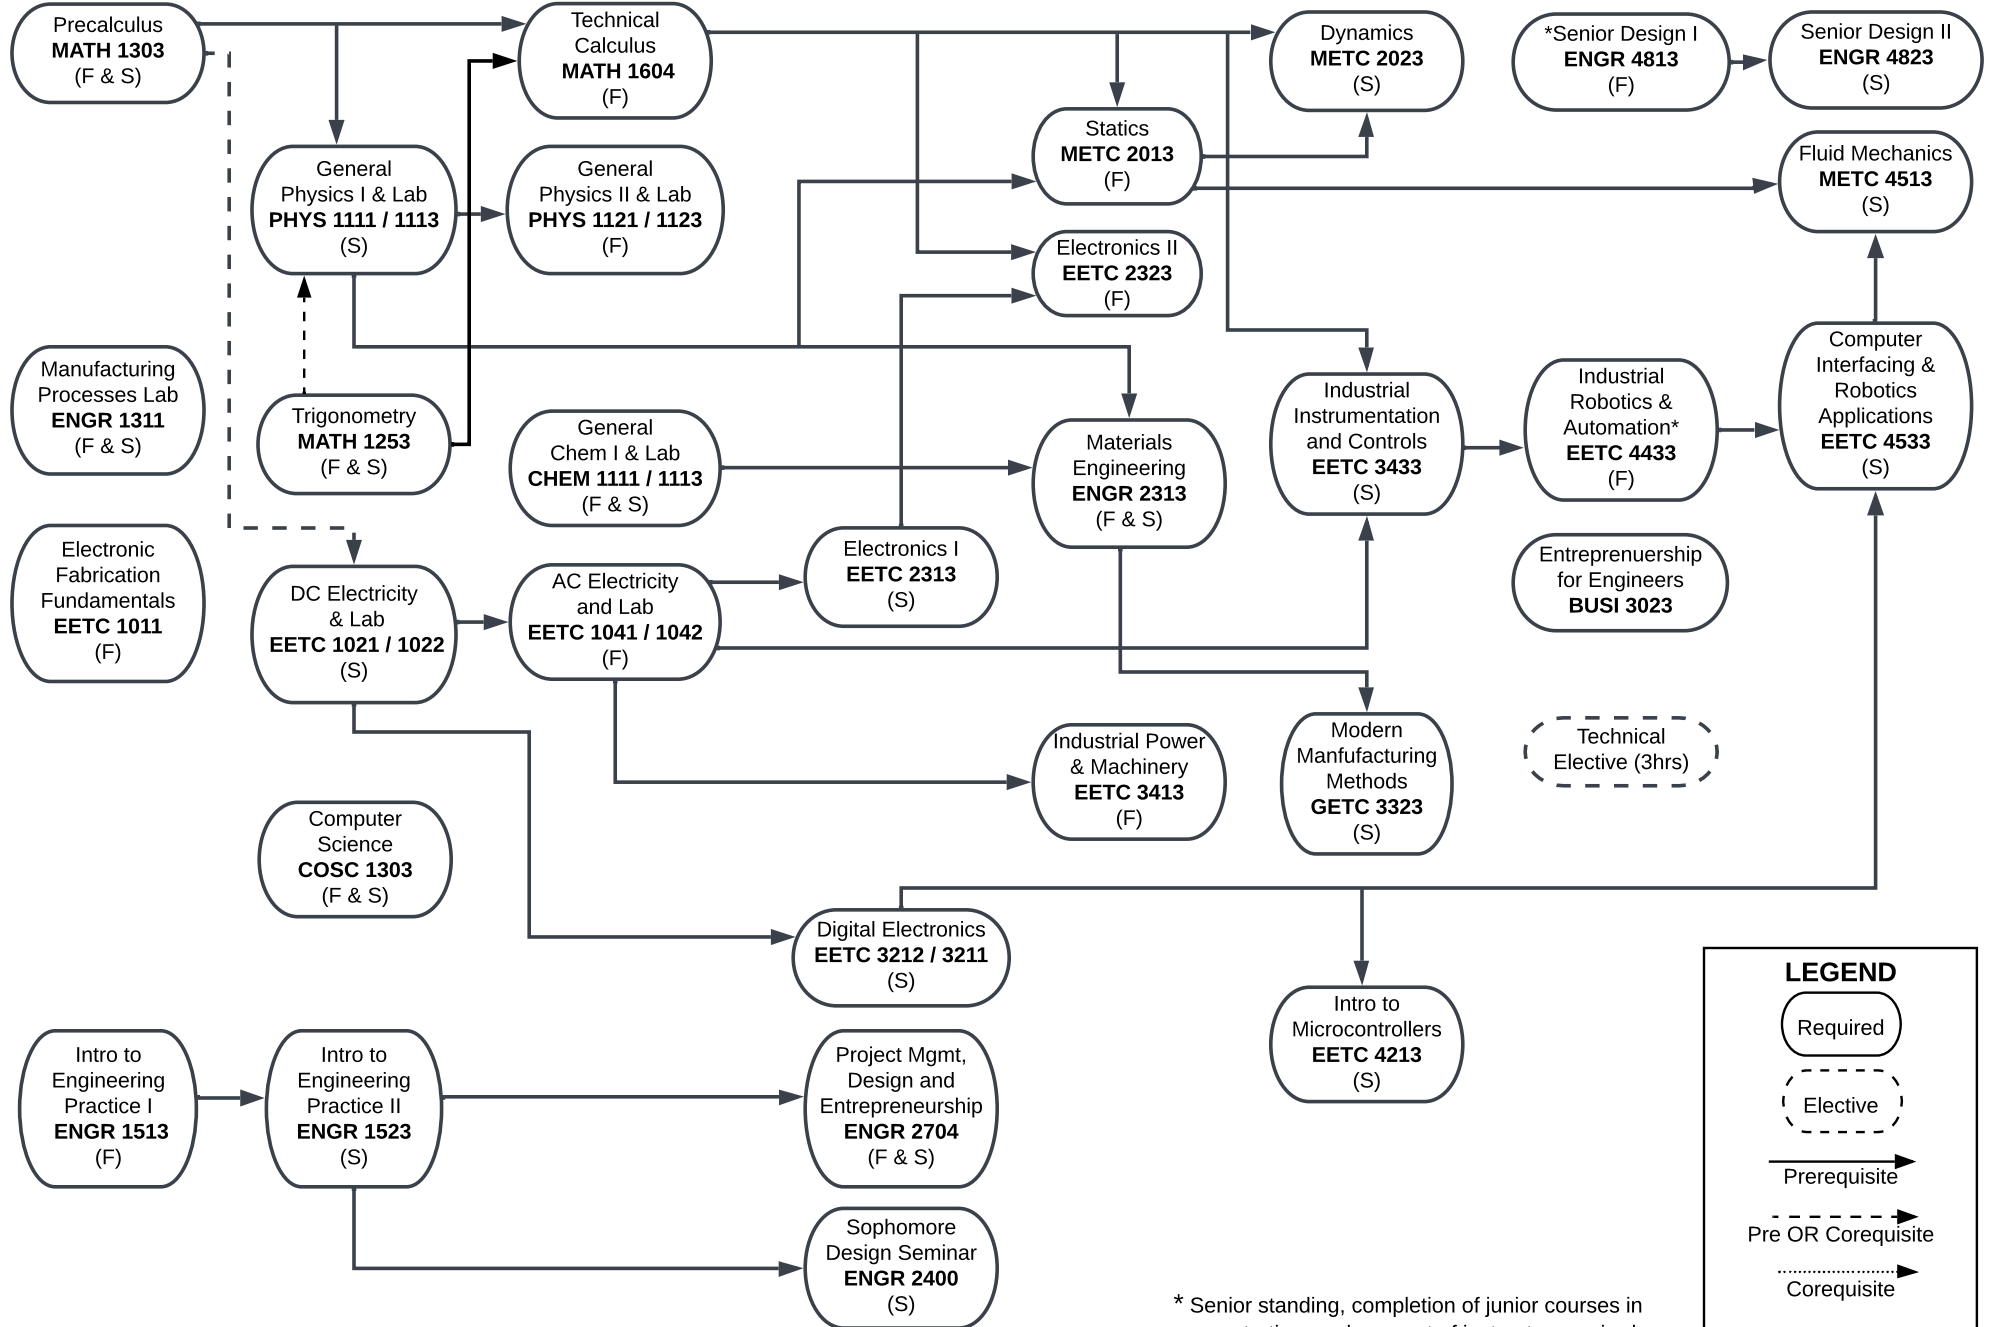 Precalculus
MATH 1303
(F & S)
Technical
Calculus
MATH 1604
(F)
Dynamics
METC 2023
(S)
*Senior Design I
ENGR 4813
(F)
Senior Design II
ENGR 4823
(S)
General
Physics I & Lab
PHYS 1111 / 1113
(S)
General
Physics II & Lab
PHYS 1121 / 1123
(F)
Statics
METC 2013
(F)
Fluid Mechanics
METC 4513
(S)
Electronics II
EETC 2323
(F)
Manufacturing
Processes Lab
ENGR 1311
(F & S)
Trigonometry
MATH 1253
(F & S)
General
Chem I & Lab
CHEM 1111 / 1113
(F & S)
Materials
Engineering
ENGR 2313
(F & S)
Industrial
Instrumentation
and Controls
EETC 3433
(S)
Industrial
Robotics &
Automation*
EETC 4433
(F)
Computer
Interfacing &
Robotics
Applications
EETC 4533
(S)
Electronic
Fabrication
Fundamentals
EETC 1011
(F)
DC Electricity
& Lab
EETC 1021 / 1022
(S)
AC Electricity
and Lab
EETC 1041 / 1042
(F)
Electronics I
EETC 2313
(S)
Entreprenuership
for Engineers
BUSI 3023
Industrial Power
& Machinery
EETC 3413
(F)
Modern
Manfufacturing
Methods
GETC 3323
(S)
Technical
Elective (3hrs)
Computer
Science
COSC 1303
(F & S)
Digital Electronics
EETC 3212 / 3211
(S)
Intro to
Microcontrollers
EETC 4213
(S)
Intro to
Engineering
Practice I
ENGR 1513
(F)
Intro to
Engineering
Practice II
ENGR 1523
(S)
Project Mgmt,
Design and
Entrepreneurship
ENGR 2704
(F & S)
Sophomore
Design Seminar
ENGR 2400
(S)
LEGEND
Required
Elective
Prerequisite
Pre OR Corequisite
Corequisite
* Senior standing, completion of junior courses in